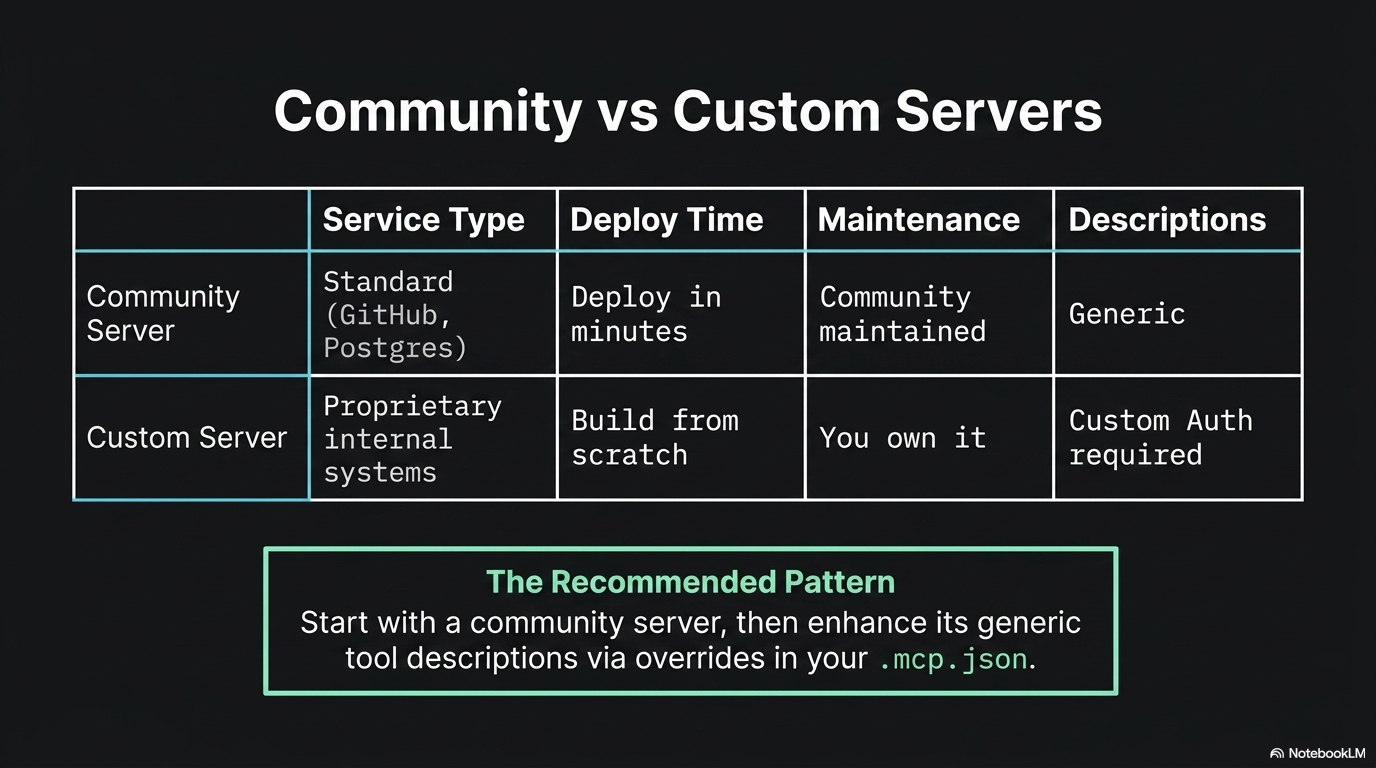 Community vs Custom Servers
Service Type
Deploy Time
Maintenance
Descriptions
Community
Server
Standard
(GitHub,
Postgres)
Deploy in
minutes
Community
maintained
Generic
Custom Server
Proprietary
internal
systems
Build from
scratch
You own it
Custom Auth
required
The Recommended Pattern
Start with a community server, then enhance its generic
tool descriptions via overrides in your .mcp.json.
NotebookLM